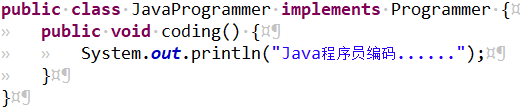 public class JavaProgrammer implements Programmer {
    public void coding() {
        System.out.println("Java程序员编码......");
    }
}